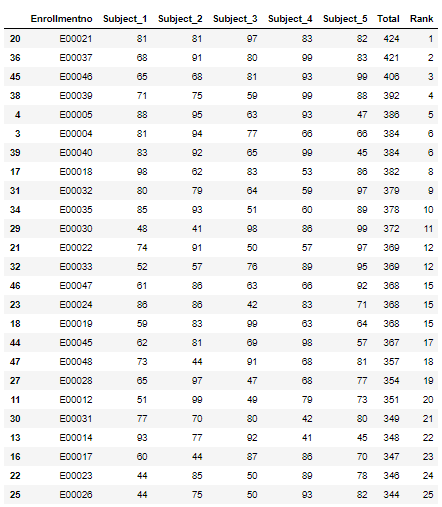 Enrollmentno Subject_1 Subject_2 Subject_3 Subject_4 Subject_5 Total Rank
20 E00021 81 81 97 83 82 424 1
36 E00037 68 91 80 99 83 421 2
45 E00046 65 68 81 93 99 406 3
38 E00039 71 75 59 99 88 392 4
4 E00005 88 95 63 93 47 386 5
3 E00004 81 94 77 66 66 384 6
39 E00040 83 92 65 99 45 384 6
17 E00018 98 62 83 53 86 382 8
31 E00032 80 79 64 59 97 379 9
34 E00035 85 93 51 60 89 378 10
29 E00030 48 41 98 86 99 372 11
21 E00022 74 91 50 57 97 369 12
32 E00033 52 57 76 89 95 369 12
46 E00047 61 86 63 66 92 368 15
23 E00024 86 86 42 83 71 368 15
18 E00019 59 83 99 63 64 368 15
44 E00045 62 81 69 98 57 367 17
47 E00048 73 44 91 68 81 357 18
27 E00028 65 97 47 68 77 354 19
11 E00012 51 99 49 79 73 351 20
30 E00031 77 70 80 42 80 349 21
13 E00014 93 77 92 41 45 348 22
16 E00017 60 44 87 86 70 347 23
22 E00023 44 85 50 89 78 346 24
25 E00026 44 75 50 93 82 344 25